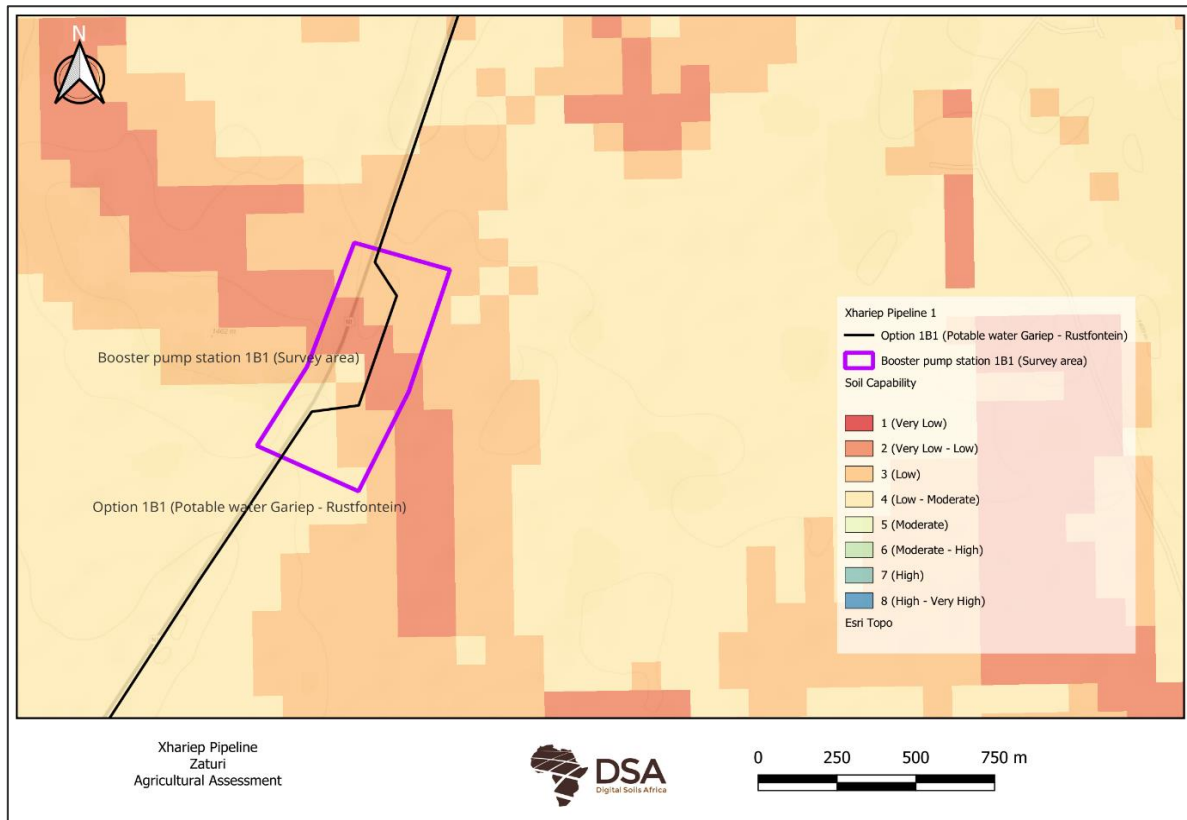 N
Booster pump station 1B1 (Survey area)
Option 1B1 (Potable water Gariep - Rustfontein)
Xhariep Pipeline 1
Option 1B1 (Potable water Gariep - Rustfontein)
Booster pump station 1B1 (Survey area)
Soil Capability
1 (Very Low)
2 (Very Low - Low)
3 (Low)
4 (Low - Moderate)
5 (Moderate)
6 (Moderate - High)
7 (High)
8 (High - Very High)
Esri Topo
Xhariep Pipeline
Zaturi
Agricultural Assessment
DSA
Digital Soils Africa
0 250 500 750 m